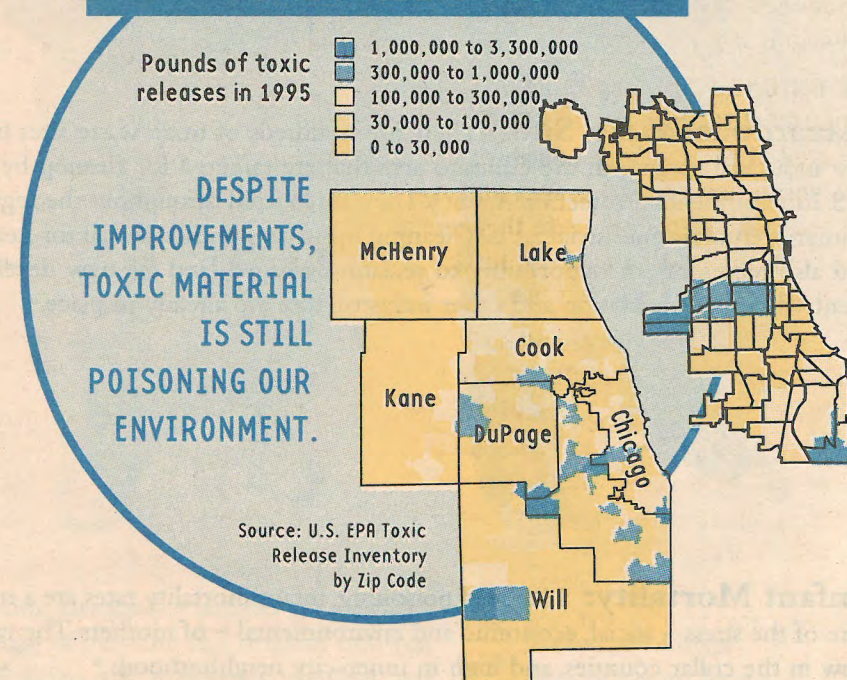 Pounds of toxic
releases in 1995
1,000,000 to 3,300,000
300,000 to 1,000,000
100,000 to 300,000
30,000 to 100,000
0 to 30,000
DESPITE
IMPROVEMENTS,
TOXIC MATERIAL
IS STILL
POISONING OUR
ENVIRONMENT.
McHenry
Lake
Cook
Kane
DuPage
Chicago
Will
Source: U.S. EPA Toxic
Release Inventory
by Zip Code